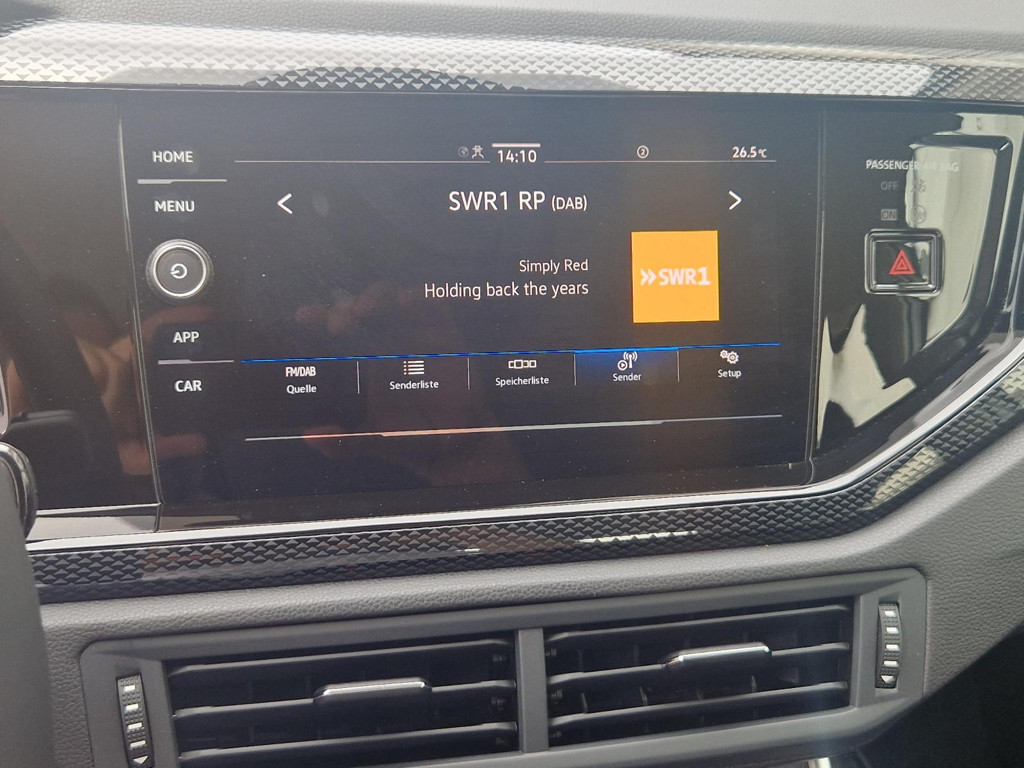 HOME
MENU
APP
CAR
14:10
2
26.5°C
SWR1 RP (DAB)
Simply Red
Holding back the years
SWR1
FM/DAB
Quelle
Senderliste
Speicherliste
Sender
Setup
PASSENGER AIR BAG
OFF
ON